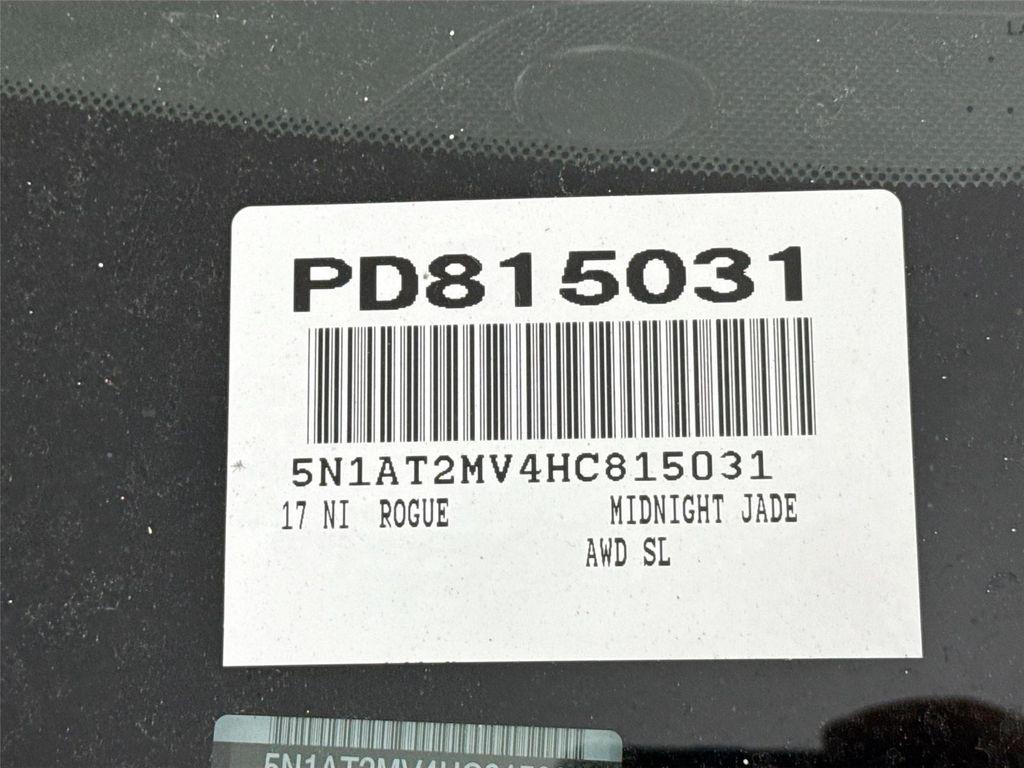 PD815031
5N1AT2MV4HC815031
17 NI ROGUE MIDNIGHT JADE
AWD SL